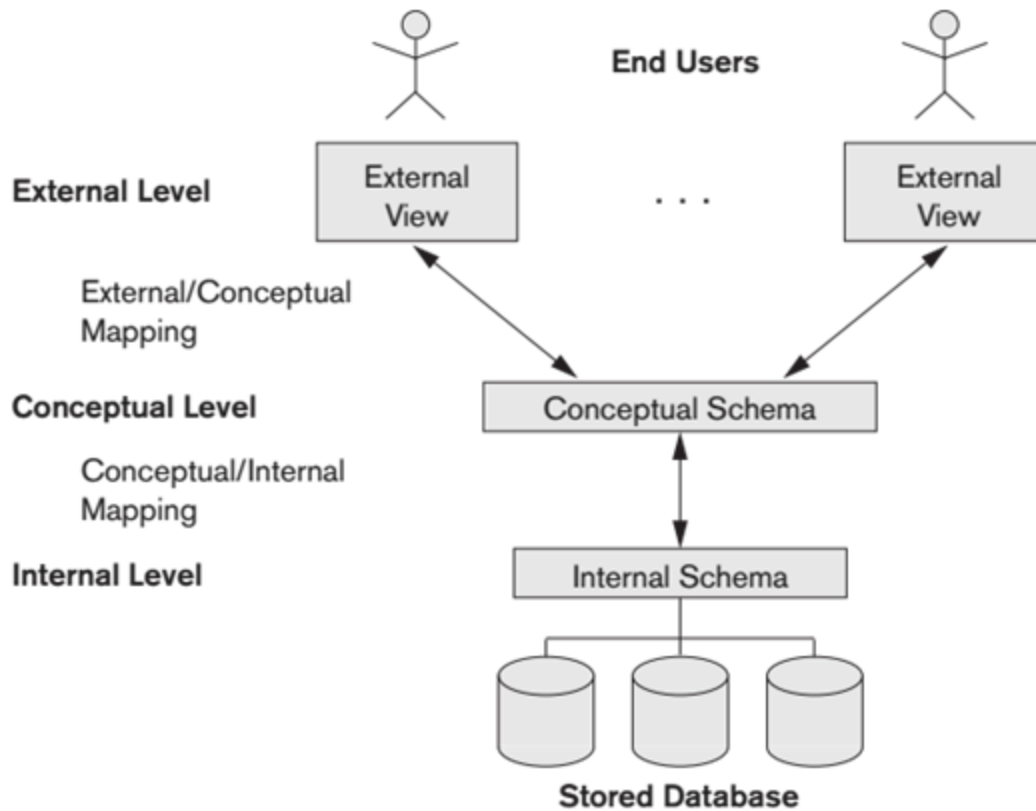 End Users
External Level
External
View
. . .
External
View
External/Conceptual
Mapping
Conceptual Level
Conceptual Schema
Conceptual/Internal
Mapping
Internal Level
Internal Schema
Stored Database